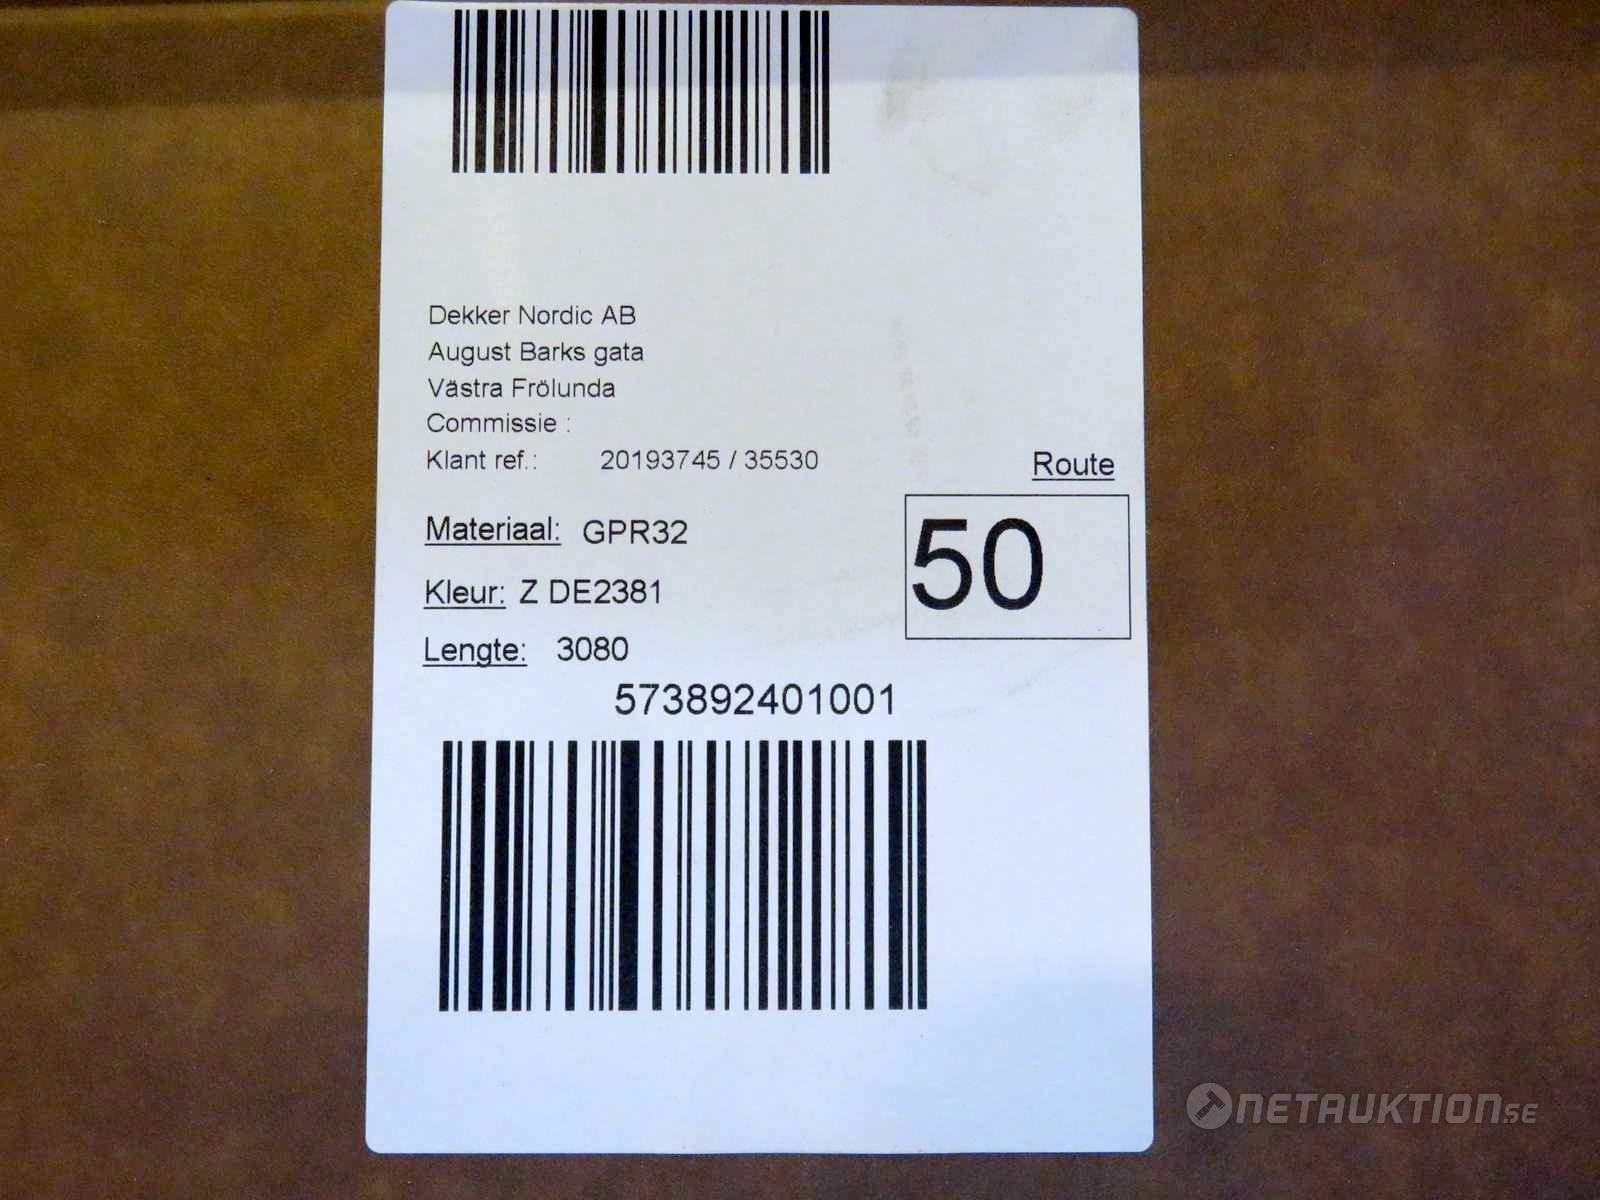 Dekker Nordic AB
August Barks gata
Västra Frölunda
Commissie :
Klant ref.: 20193745 / 35530
Route
50
Materiaal: GPR32
Kleur: Z DE2381
Lengte: 3080
573892401001
NETAUKTION.SE